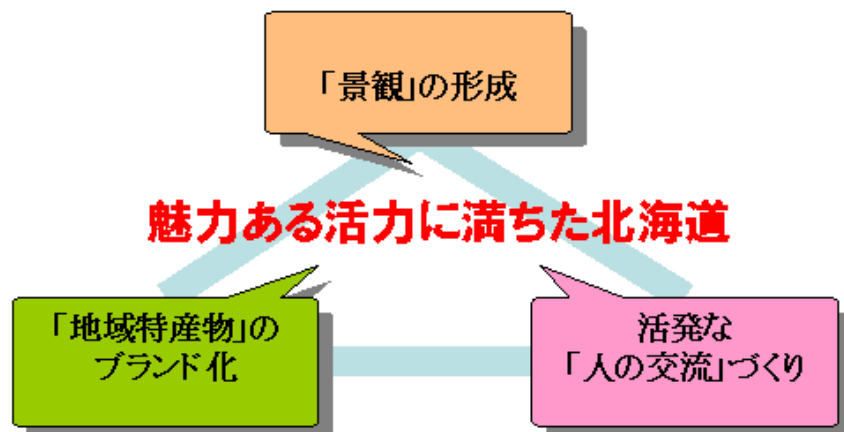 「景観」の形成
魅力ある活力に満ちた北海道
「地域特産物」の
ブランド化
活発な
「人の交流」づくり